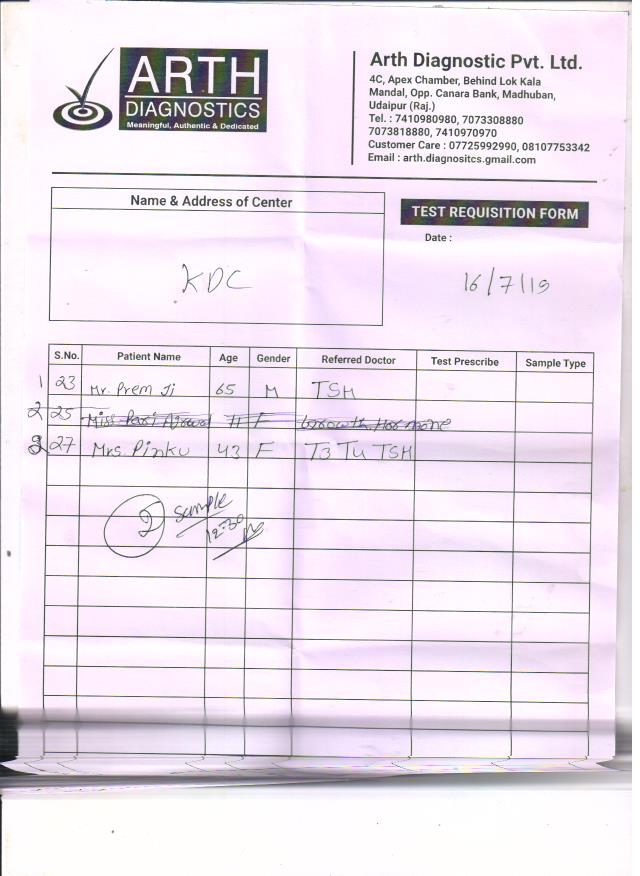 ARTH
DIAGNOSTICS
Meaningful, Authentic & Dedicated
Arth Diagnostic Pvt. Ltd.
4C, Apex Chamber, Behind Lok Kala
Mandal, Opp. Canara Bank, Madhuban,
Udaipur (Raj.)
Tel. : 7410980980, 7073308880
7073818880, 7410970970
Customer Care : 07725992990, 08107753342
Email : arth.diagnositcs.gmail.com
Name & Address of Center
KDC
TEST REQUISITION FORM
Date :
16/7/19
S.No. Patient Name Age Gender Referred Doctor Test Prescribe Sample Type
1 23 Mr. Prem Ji 65 M TSH
2 25 Miss Pari F Growth Hormone
2 27 Mrs. Pinku 43 F T3 T4 TSH
2 Sample
12:30